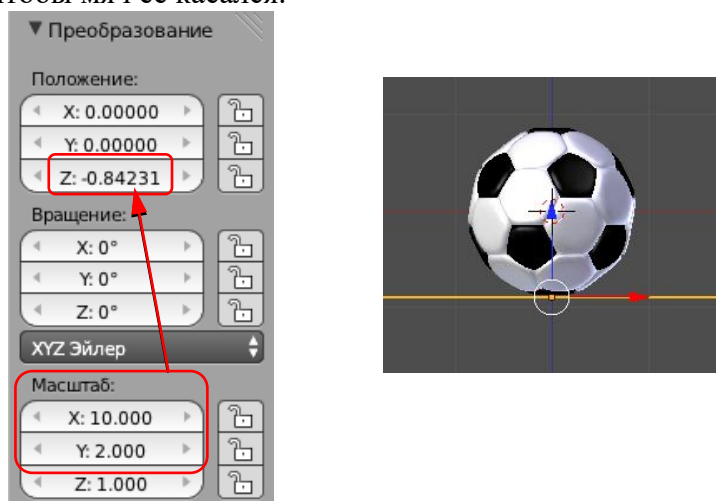 Преобразование
Положение:
X: 0.00000
Y: 0.00000
Z: -0.84231
Вращение:
X: 0°
Y: 0°
Z: 0°
XYZ Эйлер
Масштаб:
X: 10.000
Y: 2.000
Z: 1.000